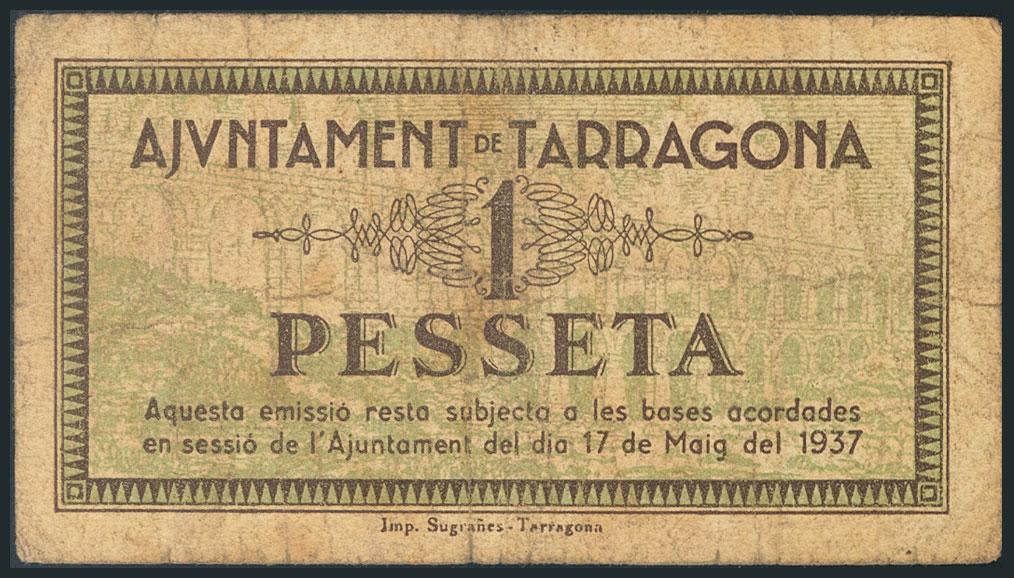 AJVNTAMENT DE TARRAGONA
1
PESSETA
Aquesta emissió resta subjecta a les bases acordades
en sessió de l'Ajuntament del dia 17 de Maig del 1937
Imp. Sugrañes - Tarragona